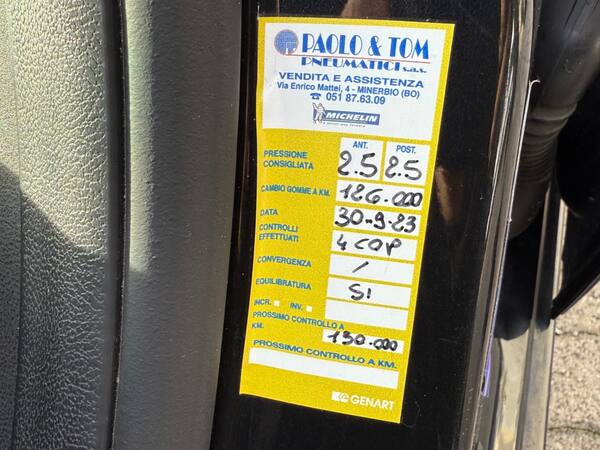 PAOLO & TOM
PNEUMATICI s.a.s.
VENDITA E ASSISTENZA
Via Enrico Mattei, 4 - MINERBIO (BO)
☎ 051 87.63.09
MICHELIN
ANT. POST.
PRESSIONE CONSIGLIATA 2.5 2.5
CAMBIO GOMME A KM. 126.000
DATA 30-9-23
CONTROLLI EFFETTUATI 4 COP
CONVERGENZA /
EQUILIBRATURA SI
INCR. INV.
PROSSIMO CONTROLLO A KM. 130.000
PROSSIMO CONTROLLO A KM.
GENART